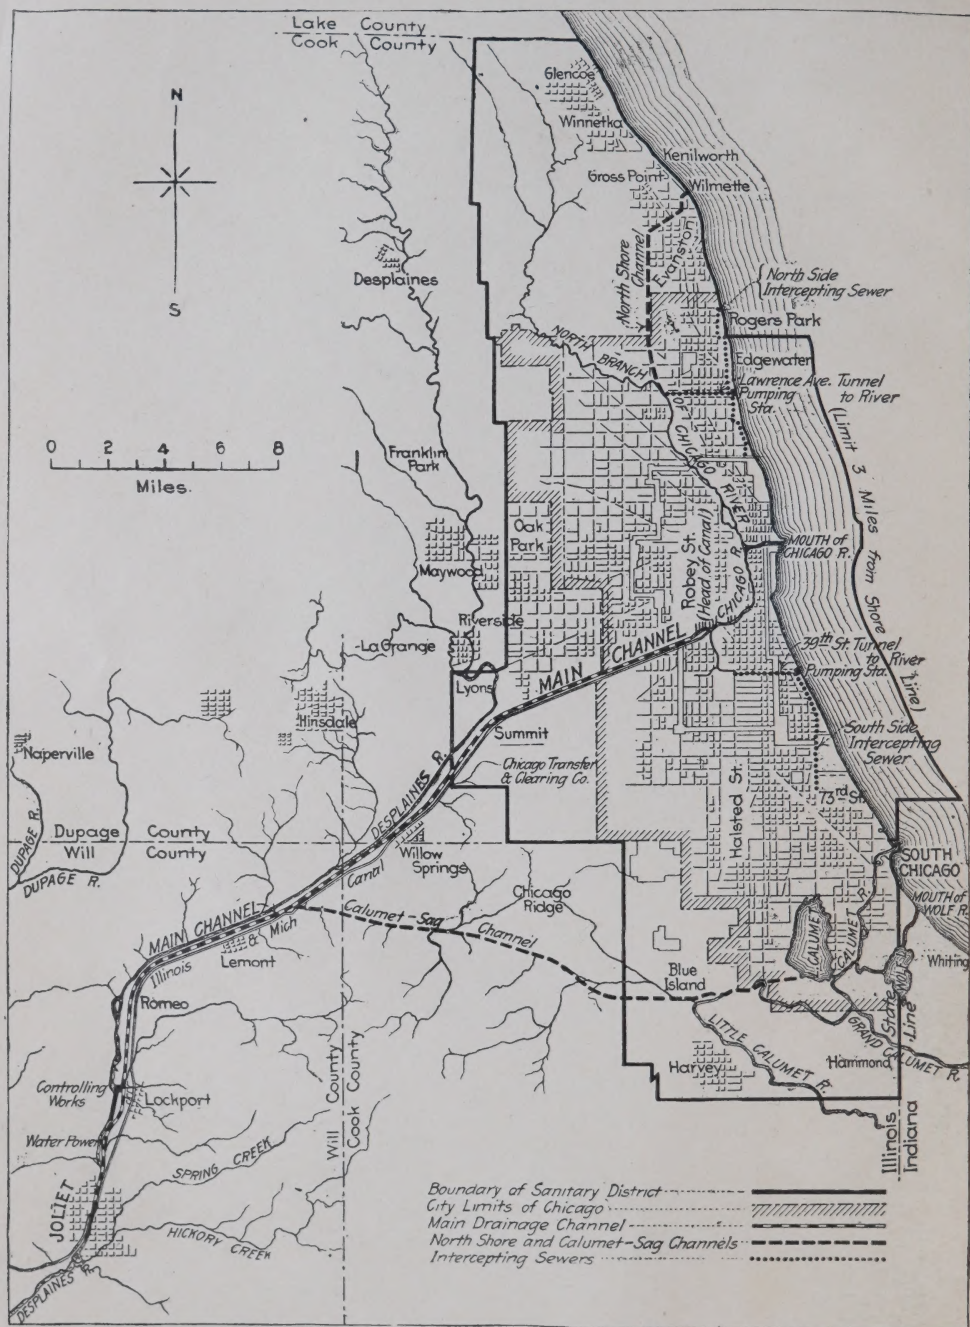 Lake County
Cook County
Glencoe
Winnetka
Kenilworth
Gross Point
Wilmette
N
S
Desplaines
North Shore
Channel
Evanston
North Side
Intercepting Sewer
Rogers Park
NORTH BRANCH OF CHICAGO RIVER
Edgewater
Lawrence Ave. Tunnel
to River
Pumping
Sta.
(Limit 3 Miles from Shore Line)
0 2 4 6 8
Miles.
Franklin
Park
Oak
Park
Maywood
Robey St.
(Head of Canal)
CHICAGO R.
MOUTH of
CHICAGO R.
Riverside
La Grange
Lyons
MAIN CHANNEL
39th St. Tunnel
to River
Pumping Sta.
Summit
Hinsdale
Naperville
Chicago Transfer
& Clearing Co.
South Side
Intercepting
Sewer
73rd St.
Halsted St.
DESPLAINES R.
DUPAGE R.
Dupage County
Will County
DUPAGE R.
Willow
Springs
Canal
SOUTH
CHICAGO
Chicago
Ridge
MOUTH of
WOLF R.
Calumet-Sag
Channel
MAIN CHANNEL
Illinois & Mich
Lemont
CALUMET
CALUMET R.
WOLF
Whiting
Blue
Island
Romeo
State Line
GRAND CALUMET R.
LITTLE CALUMET R.
Harvey
Hammond
Controlling
Works
Lockport
Will County
Cook County
Water Power
SPRING CREEK
JOLIET
HICKORY CREEK
DESPLAINES R.
Illinois
Indiana
Boundary of Sanitary District
City Limits of Chicago
Main Drainage Channel
North Shore and Calumet-Sag Channels
Intercepting Sewers